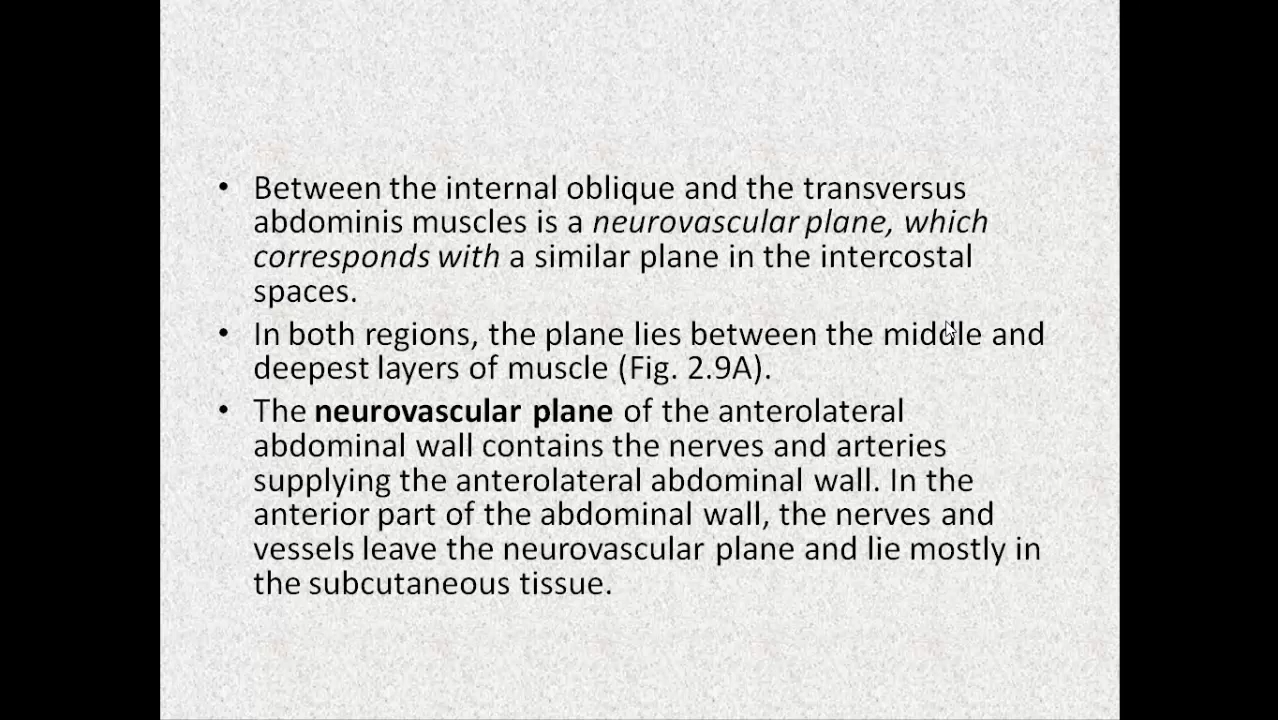 • Between the internal oblique and the transversus
abdominis muscles is a neurovascular plane, which
corresponds with a similar plane in the intercostal
spaces.
• In both regions, the plane lies between the middle and
deepest layers of muscle (Fig. 2.9A).
• The neurovascular plane of the anterolateral
abdominal wall contains the nerves and arteries
supplying the anterolateral abdominal wall. In the
anterior part of the abdominal wall, the nerves and
vessels leave the neurovascular plane and lie mostly in
the subcutaneous tissue.